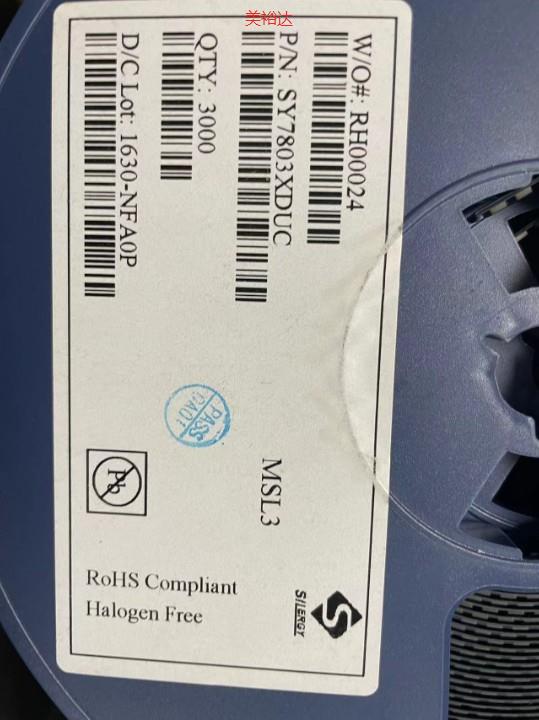 美裕达
W/O#: RH00024
P/N: SY7803XDUC
QTY: 3000
D/C Lot: 1630-NFA0P
PASS
QA01
MSL3
Pb
RoHS Compliant
Halogen Free
SILERGY